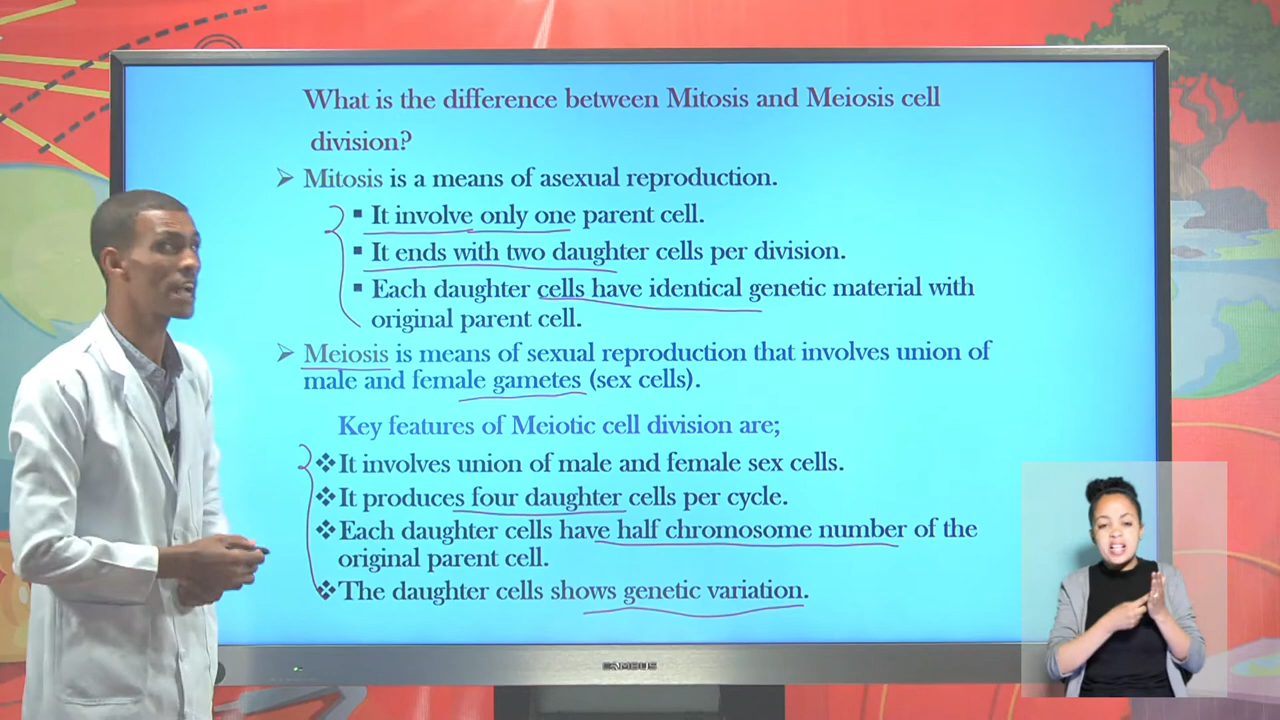 What is the difference between Mitosis and Meiosis cell
division?
➢ Mitosis is a means of asexual reproduction.
▪ It involve only one parent cell.
▪ It ends with two daughter cells per division.
▪ Each daughter cells have identical genetic material with
original parent cell.
➢ Meiosis is means of sexual reproduction that involves union of
male and female gametes (sex cells).
Key features of Meiotic cell division are;
❖It involves union of male and female sex cells.
❖It produces four daughter cells per cycle.
❖Each daughter cells have half chromosome number of the
original parent cell.
❖The daughter cells shows genetic variation.